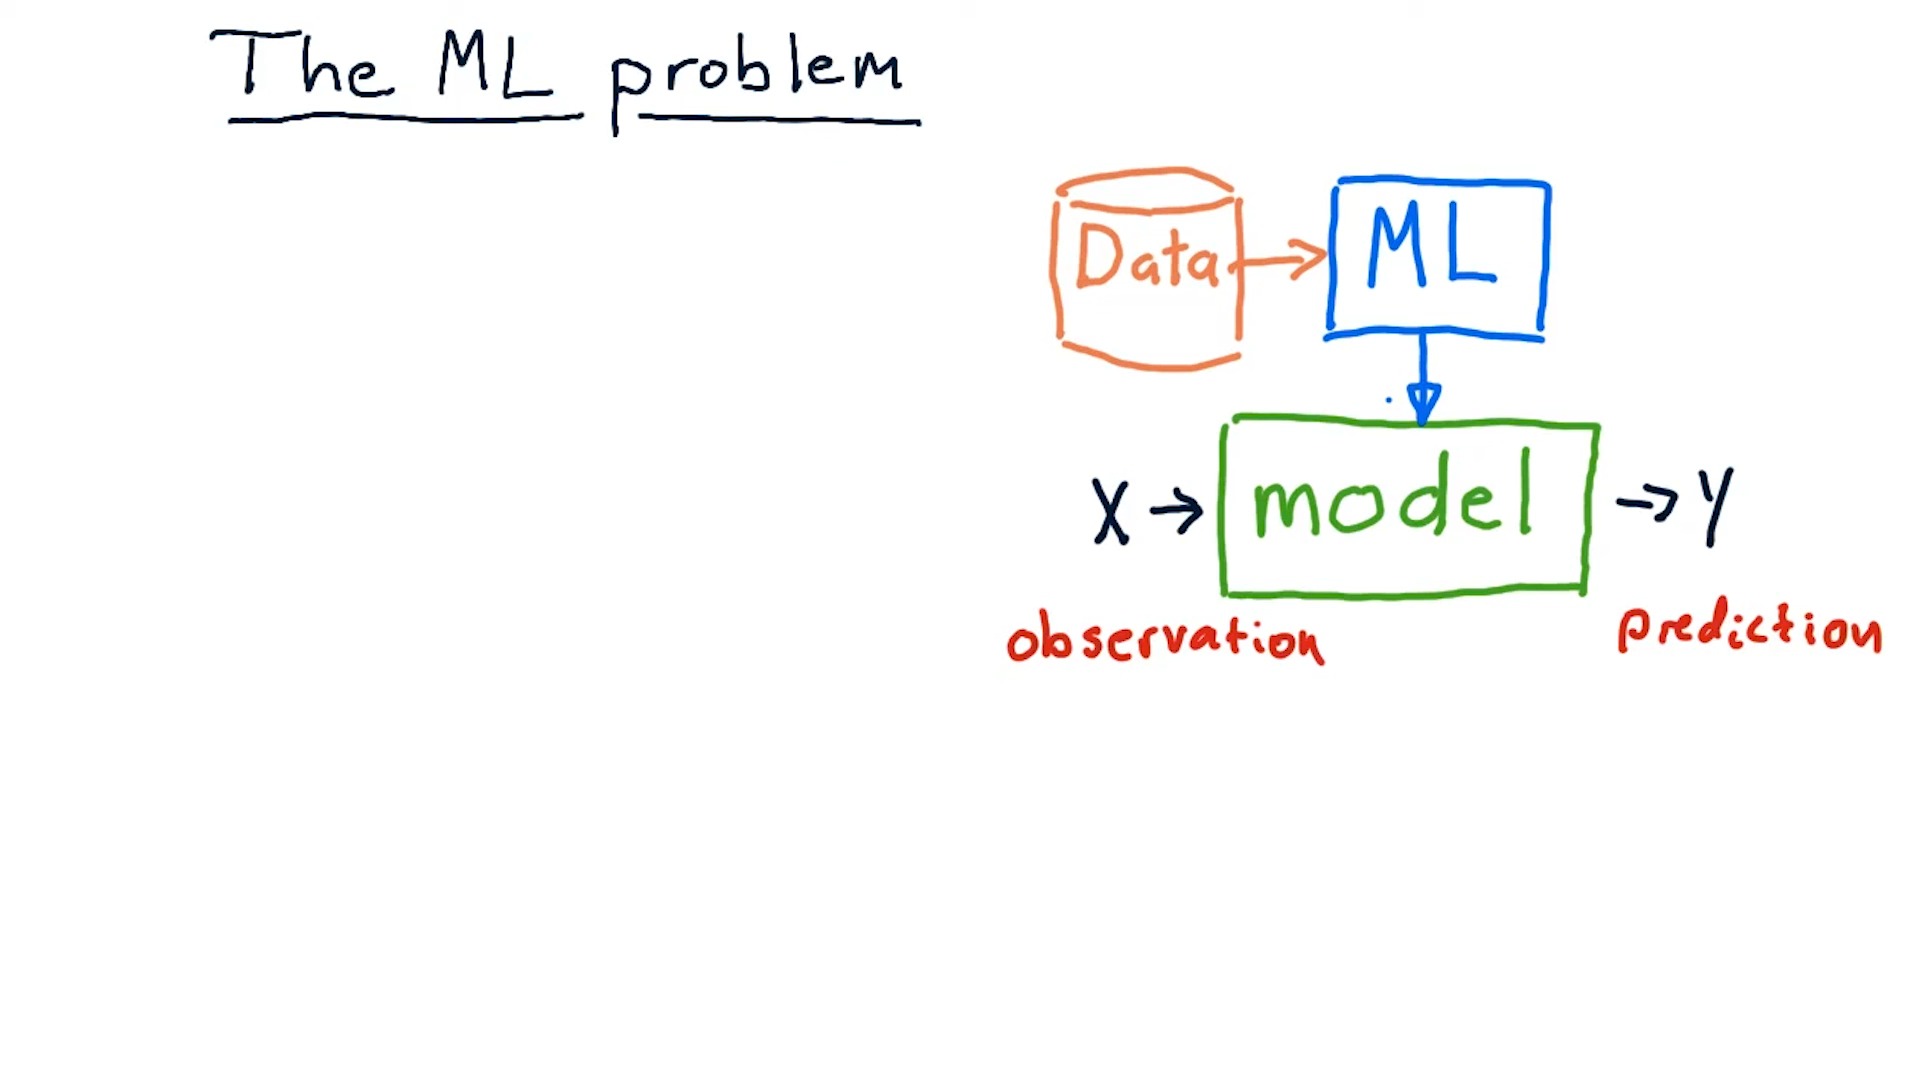 The ML problem
Data
ML
X
model
Y
observation
prediction